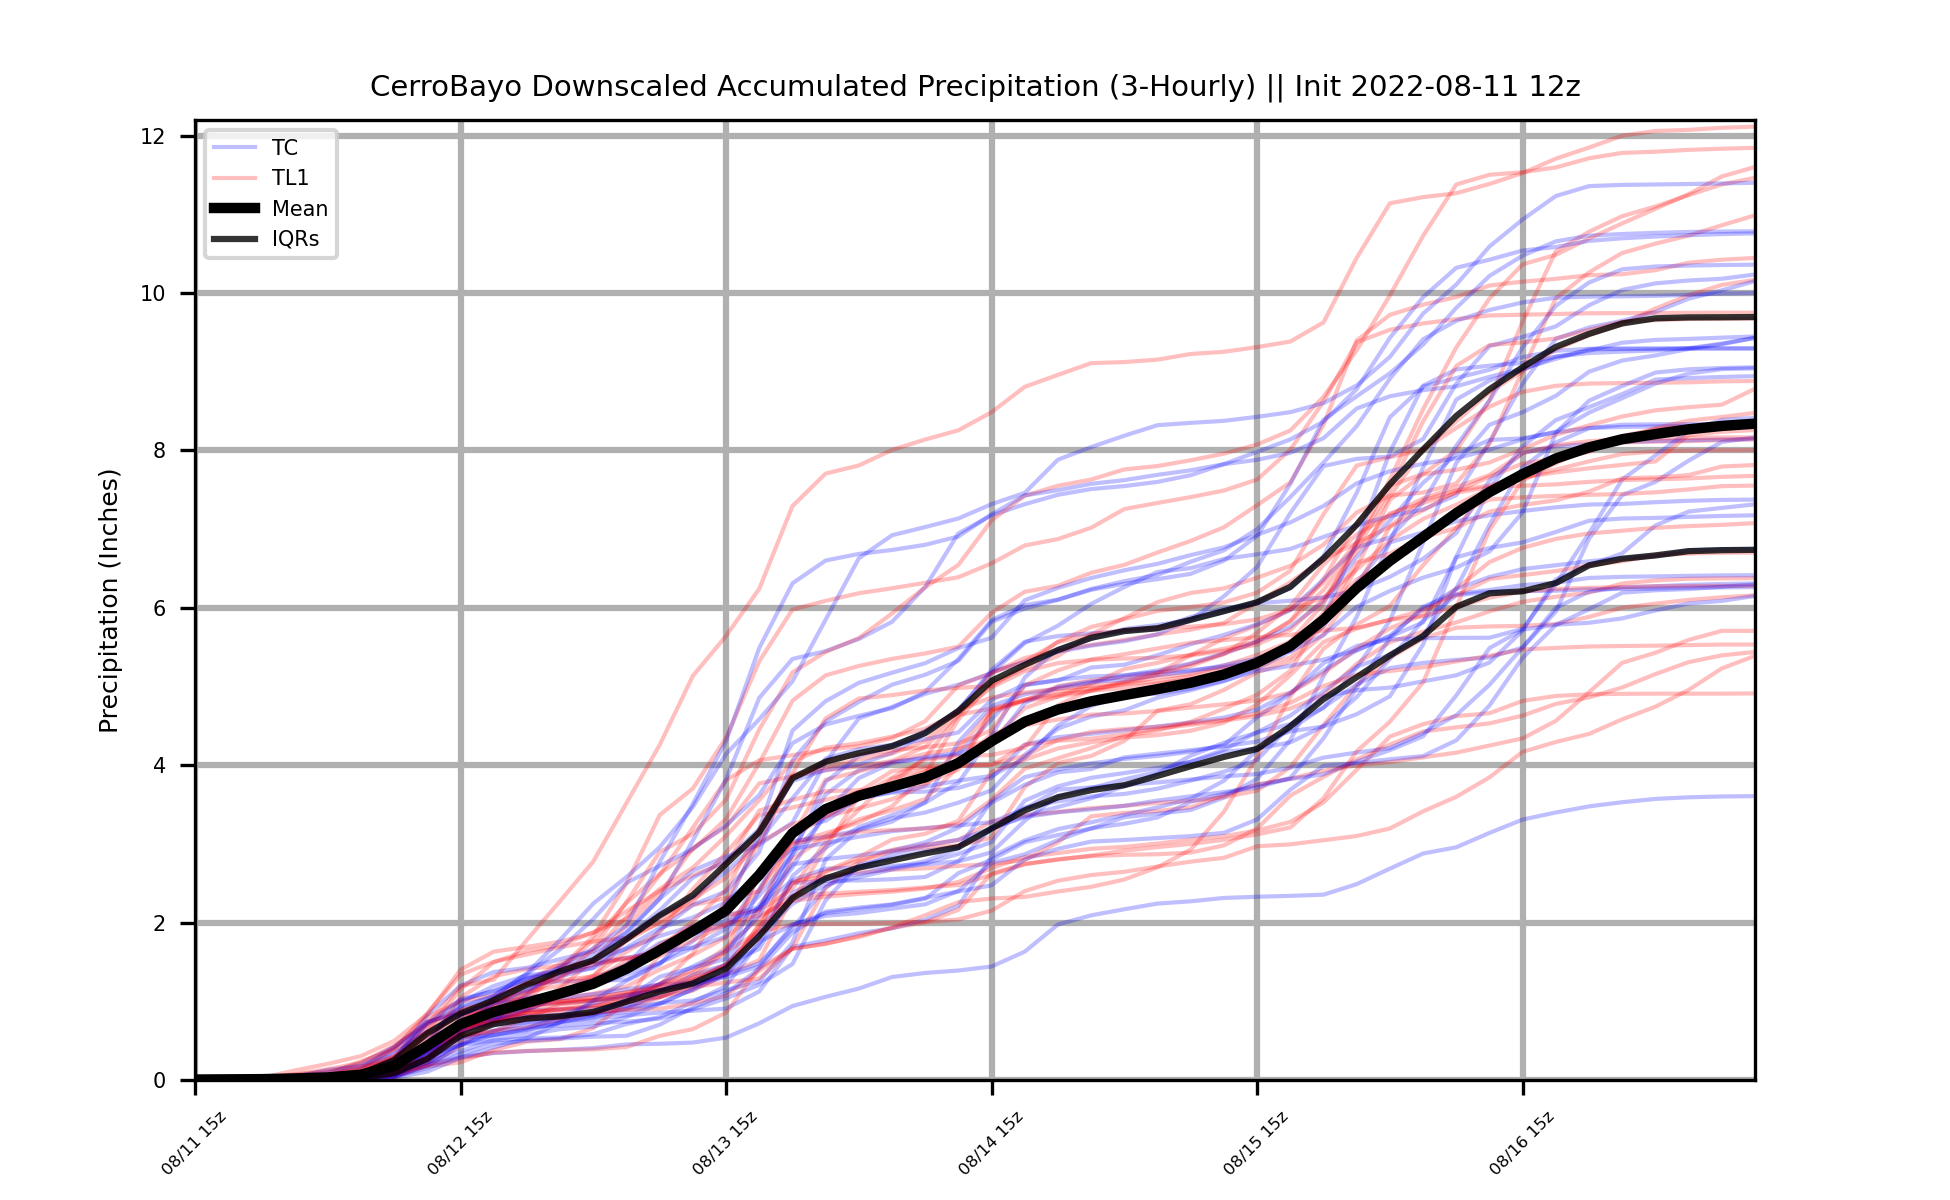 CerroBayo Downscaled Accumulated Precipitation (3-Hourly) || Init 2022-08-11 12z
TC
TL1
Mean
IQRs
Precipitation (Inches)
12
10
8
6
4
2
0
08/11 15z
08/12 15z
08/13 15z
08/14 15z
08/15 15z
08/16 15z